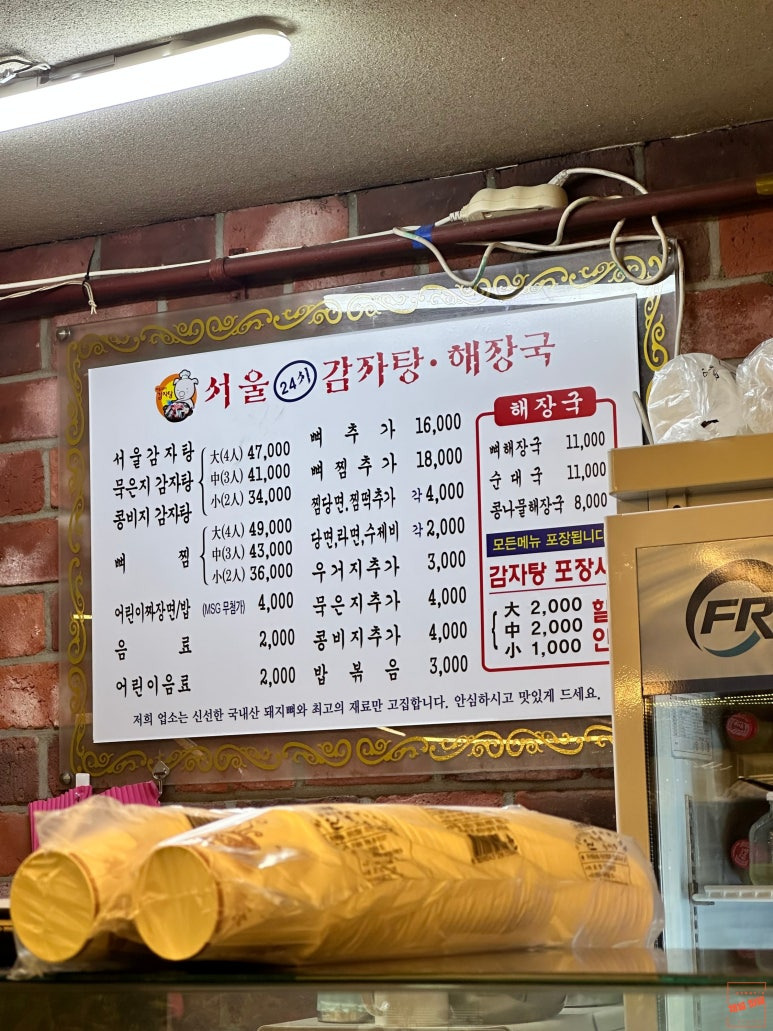 서울 24시 감자탕·해장국
서울감자탕
묵은지 감자탕
콩비지 감자탕
大(4人) 47,000
中(3人) 41,000
小(2人) 34,000
뼈 찜
大(4人) 49,000
中(3人) 43,000
小(2人) 36,000
어린이짜장면/밥 (MSG 무첨가) 4,000
음 료 2,000
어린이음료 2,000
뼈 추 가 16,000
뼈 찜 추 가 18,000
찜당면,찜떡추가 각 4,000
당면,라면,수제비 각 2,000
우거지추가 3,000
묵은지추가 4,000
콩비지추가 4,000
밥 볶 음 3,000
해장국
뼈해장국 11,000
순 대 국 11,000
콩나물해장국 8,000
모든메뉴 포장됩니다
감자탕 포장시
大 2,000
中 2,000
小 1,000
할인
저희 업소는 신선한 국내산 돼지뼈와 최고의 재료만 고집합니다. 안심하시고 맛있게 드세요.
FR